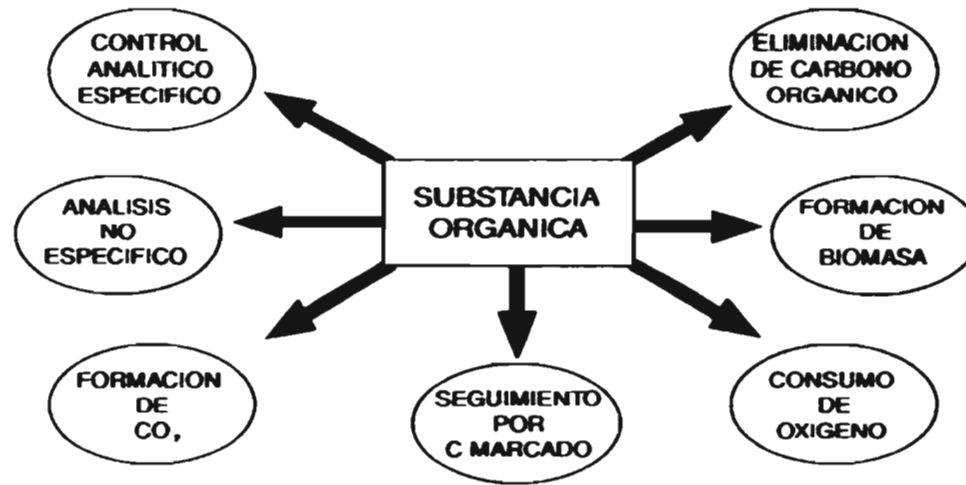 CONTROL
ANALITICO
ESPECIFICO
ELIMINACION
DE CARBONO
ORGANICO
SUBSTANCIA
ORGANICA
ANALISIS
NO
ESPECIFICO
FORMACION
DE
BIOMASA
FORMACION
DE
CO,
SEGUIMIENTO
POR
C MARCADO
CONSUMO
DE
OXIGENO